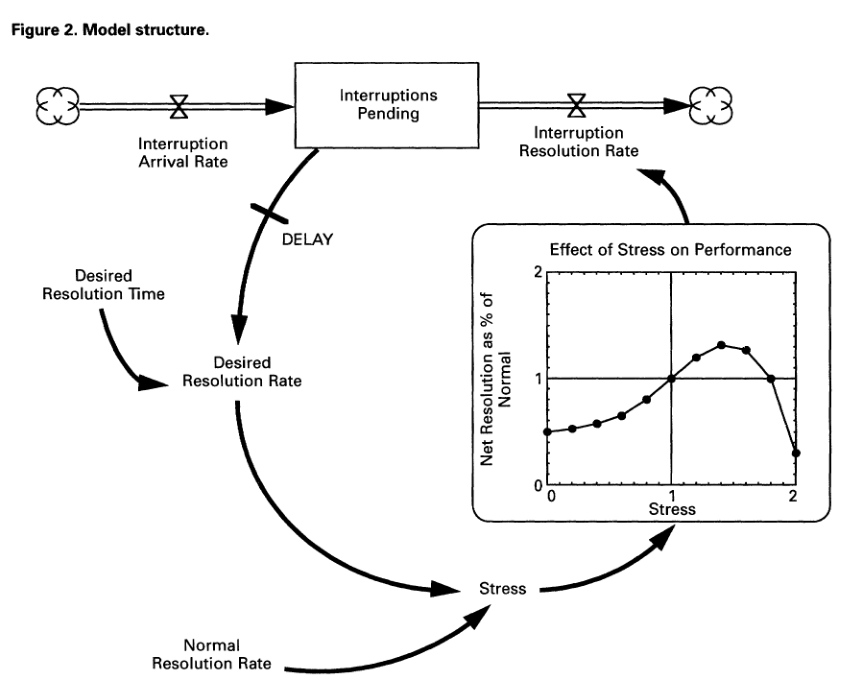 Figure 2. Model structure.
Interruptions
Pending
Interruption
Arrival Rate
Interruption
Resolution Rate
DELAY
Desired
Resolution Time
Desired
Resolution Rate
Effect of Stress on Performance
Net Resolution as % of
Normal
2
1
0
0
1
2
Stress
Stress
Normal
Resolution Rate